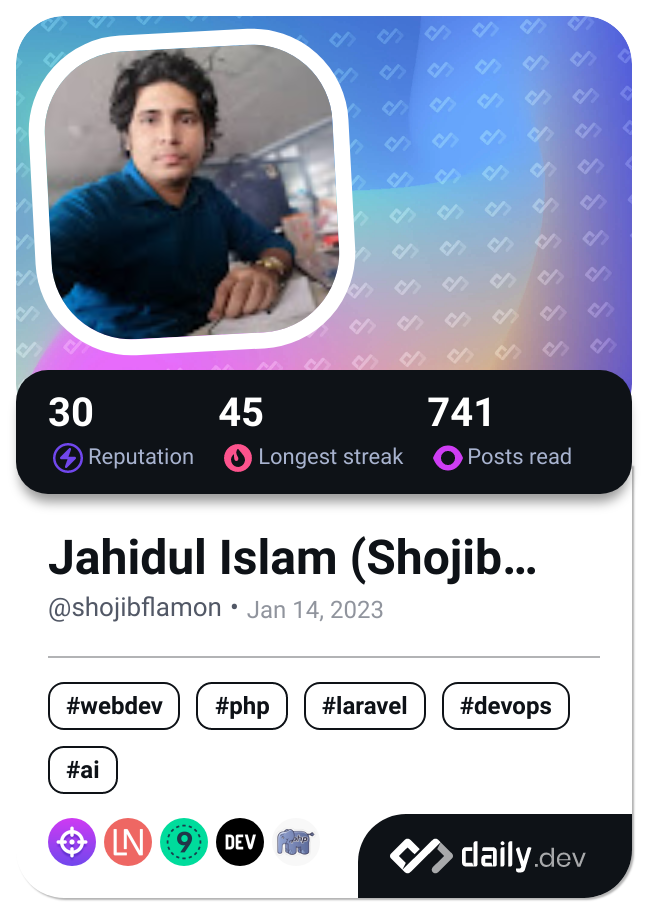 30 45 741
Reputation Longest streak Posts read
Jahidul Islam (Shojib...
@shojibflamon • Jan 14, 2023
#webdev #php #laravel #devops
#ai
LN 9 DEV php
daily.dev